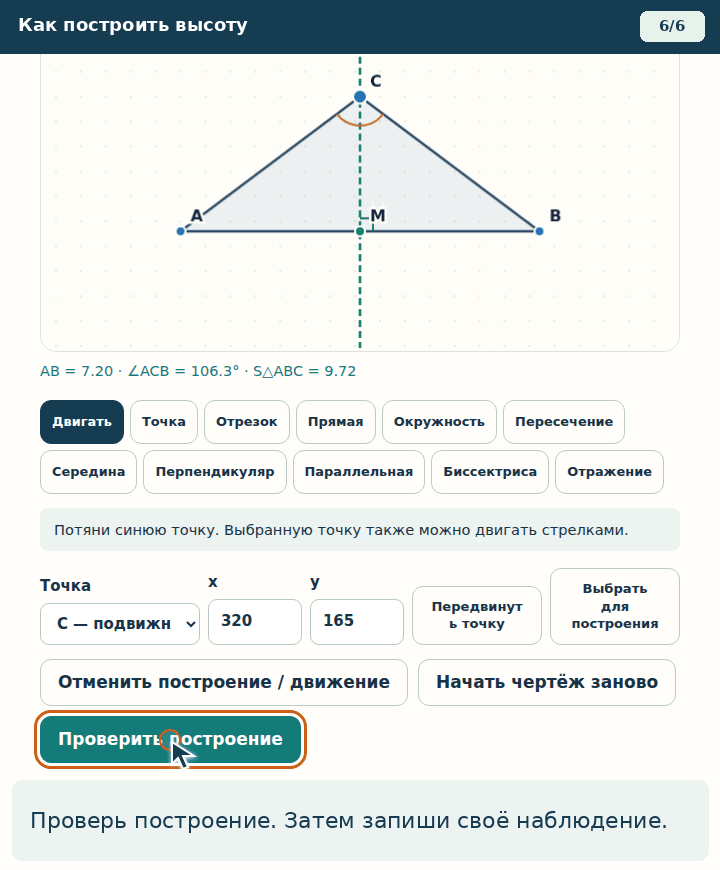 Как построить высоту
6/6
C
A
M
B
AB = 7.20 · ∠ACB = 106.3° · S△ABC = 9.72
Двигать Точка Отрезок Прямая Окружность Пересечение
Середина Перпендикуляр Параллельная Биссектриса Отражение
Потяни синюю точку. Выбранную точку также можно двигать стрелками.
Точка
x
y
C — подвижн
320
165
Передвинут
ь точку
Выбрать
для
построения
Отменить построение / движение
Начать чертёж заново
Проверить построение
Проверь построение. Затем запиши своё наблюдение.